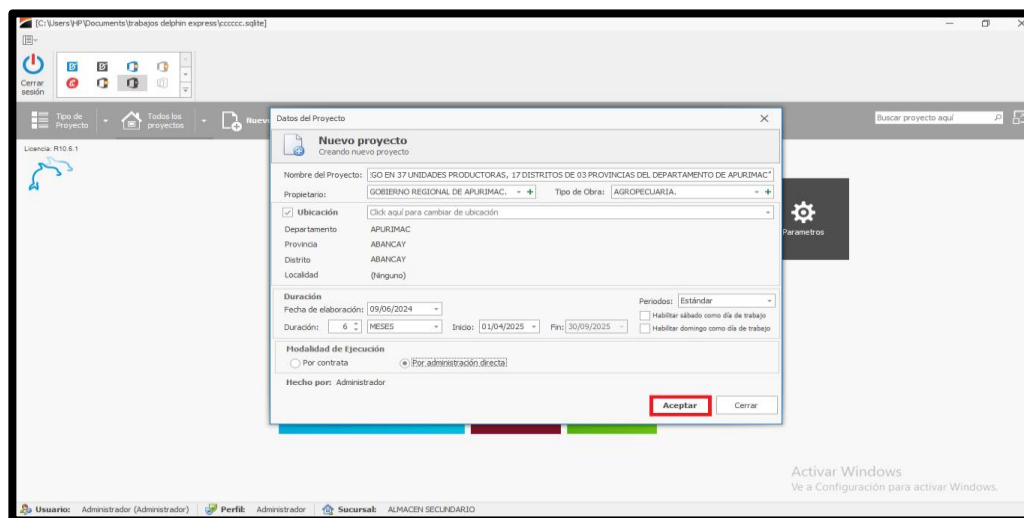 [C:\Users\HP\Documents\trabajos delphin express\cccccc.sqlite]
Cerrar sesión
Tipo de Proyecto
Todos los proyectos
Nuev
Buscar proyecto aquí
Licencia: R10.6.1
Datos del Proyecto
Nuevo proyecto
Creando nuevo proyecto
Nombre del Proyecto: :GO EN 37 UNIDADES PRODUCTORAS, 17 DISTRITOS DE 03 PROVINCIAS DEL DEPARTAMENTO DE APURIMAC"
Propietario: GOBIERNO REGIONAL DE APURIMAC. Tipo de Obra: AGROPECUARIA.
Ubicación Click aquí para cambiar de ubicación
Departamento APURIMAC
Provincia ABANCAY
Distrito ABANCAY
Localidad (Ninguno)
Parametros
Duración
Periodos: Estándar
Fecha de elaboración: 09/06/2024
Habilitar sábado como día de trabajo
Duración: 6 MESES Inicio: 01/04/2025 Fin: 30/09/2025
Habilitar domingo como día de trabajo
Modalidad de Ejecución
Por contrata Por administración directa
Hecho por: Administrador
Aceptar Cerrar
Activar Windows
Ve a Configuración para activar Windows.
Usuario: Administrador (Administrador) Perfil: Administrador Sucursal: ALMACEN SECUNDARIO